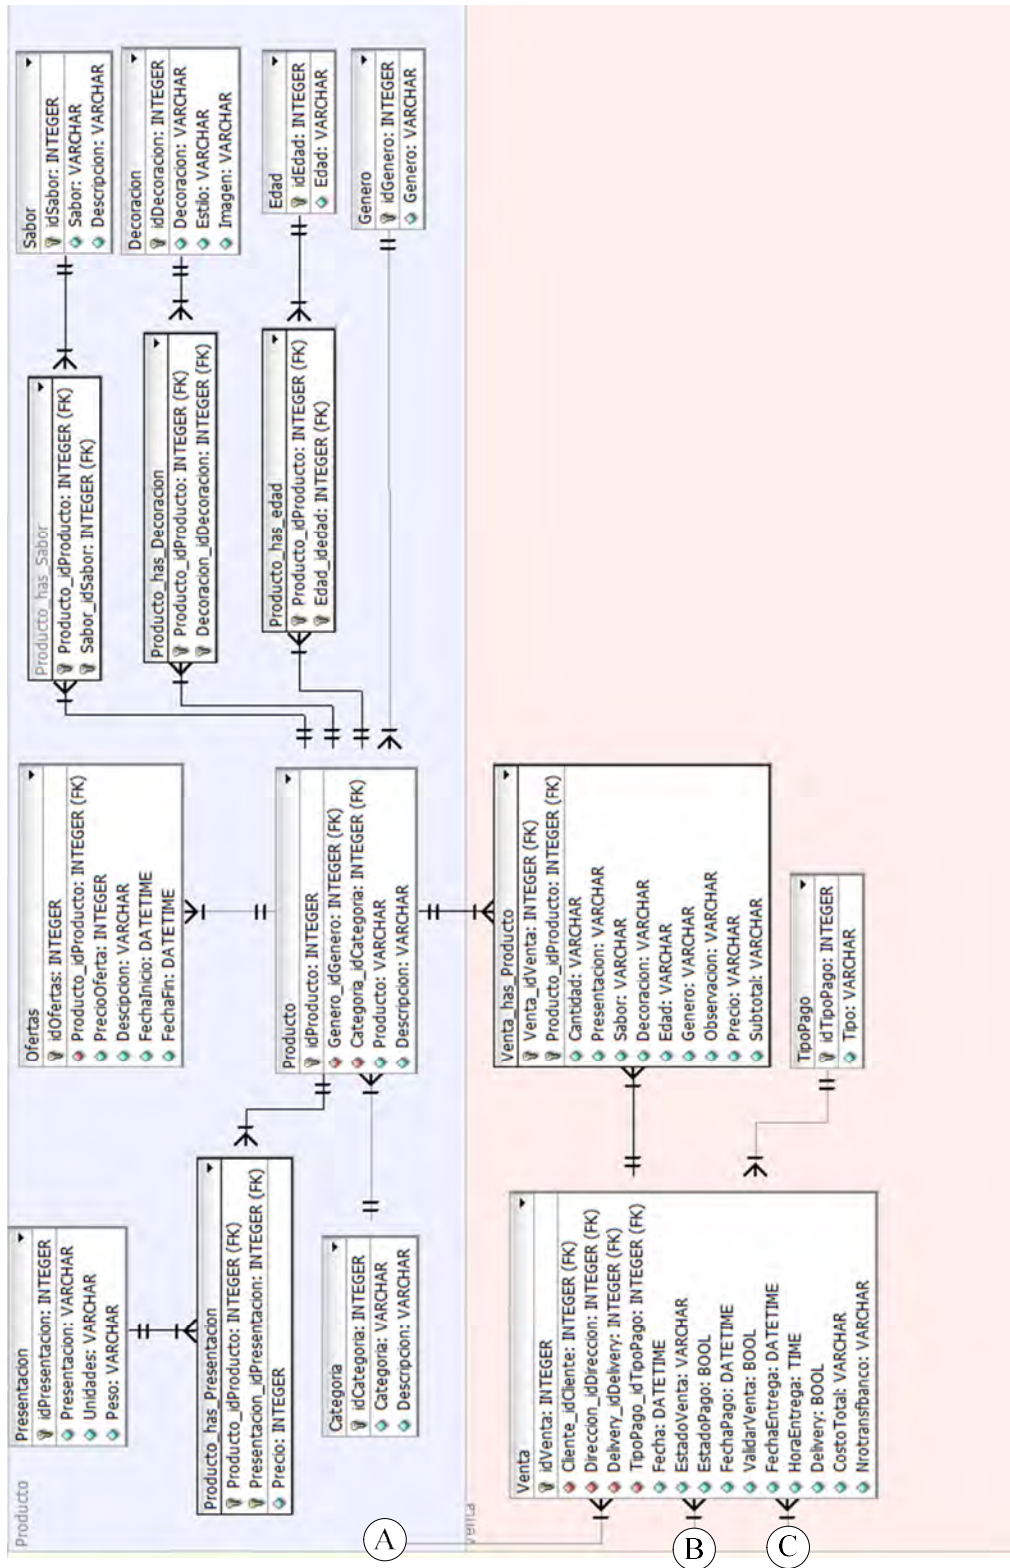 Producto
Presentacion
idPresentacion: INTEGER
Presentacion: VARCHAR
Unidades: VARCHAR
Peso: VARCHAR
Producto_has_Presentacion
Producto_idProducto: INTEGER (FK)
Presentacion_idPresentacion: INTEGER (FK)
Precio: INTEGER
Categoria
idCategoria: INTEGER
Categoria: VARCHAR
Descripcion: VARCHAR
Ofertas
idOfertas: INTEGER
Producto_idProducto: INTEGER (FK)
PrecioOferta: INTEGER
Descipcion: VARCHAR
FechaInicio: DATETIME
FechaFin: DATETIME
Producto
idProducto: INTEGER
Genero_idGenero: INTEGER (FK)
Categoria_idCategoria: INTEGER (FK)
Producto: VARCHAR
Descripcion: VARCHAR
Producto_has_Sabor
Producto_idProducto: INTEGER (FK)
Sabor_idSabor: INTEGER (FK)
Producto_has_Decoracion
Producto_idProducto: INTEGER (FK)
Decoracion_idDecoracion: INTEGER (FK)
Producto_has_edad
Producto_idProducto: INTEGER (FK)
Edad_idedad: INTEGER (FK)
Sabor
idSabor: INTEGER
Sabor: VARCHAR
Descripcion: VARCHAR
Decoracion
idDecoracion: INTEGER
Decoracion: VARCHAR
Estilo: VARCHAR
Imagen: VARCHAR
Edad
idEdad: INTEGER
Edad: VARCHAR
Genero
idGenero: INTEGER
Genero: VARCHAR
A
Venta
Venta
idVenta: INTEGER
Cliente_idCliente: INTEGER (FK)
Direccion_idDireccion: INTEGER (FK)
Delivery_idDelivery: INTEGER (FK)
TipoPago_idTipoPago: INTEGER (FK)
Fecha: DATETIME
EstadoVenta: VARCHAR
EstadoPago: BOOL
FechaPago: DATETIME
ValidarVenta: BOOL
FechaEntrega: DATETIME
HoraEntrega: TIME
Delivery: BOOL
CostoTotal: VARCHAR
Nrotransfbanco: VARCHAR
B
C
Venta_has_Producto
Venta_idVenta: INTEGER (FK)
Producto_idProducto: INTEGER (FK)
Cantidad: VARCHAR
Presentacion: VARCHAR
Sabor: VARCHAR
Decoracion: VARCHAR
Edad: VARCHAR
Genero: VARCHAR
Observacion: VARCHAR
Precio: VARCHAR
Subtotal: VARCHAR
TipoPago
idTipoPago: INTEGER
Tipo: VARCHAR